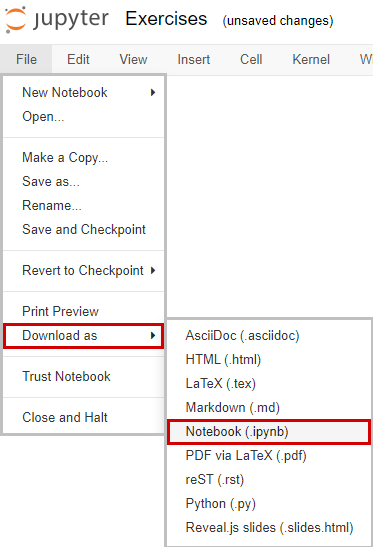 jupyter Exercises (unsaved changes)
File Edit View Insert Cell Kernel
New Notebook
Open...
Make a Copy...
Save as...
Rename...
Save and Checkpoint
Revert to Checkpoint
Print Preview
Download as
Trust Notebook
Close and Halt
AsciiDoc (.asciidoc)
HTML (.html)
LaTeX (.tex)
Markdown (.md)
Notebook (.ipynb)
PDF via LaTeX (.pdf)
reST (.rst)
Python (.py)
Reveal.js slides (.slides.html)